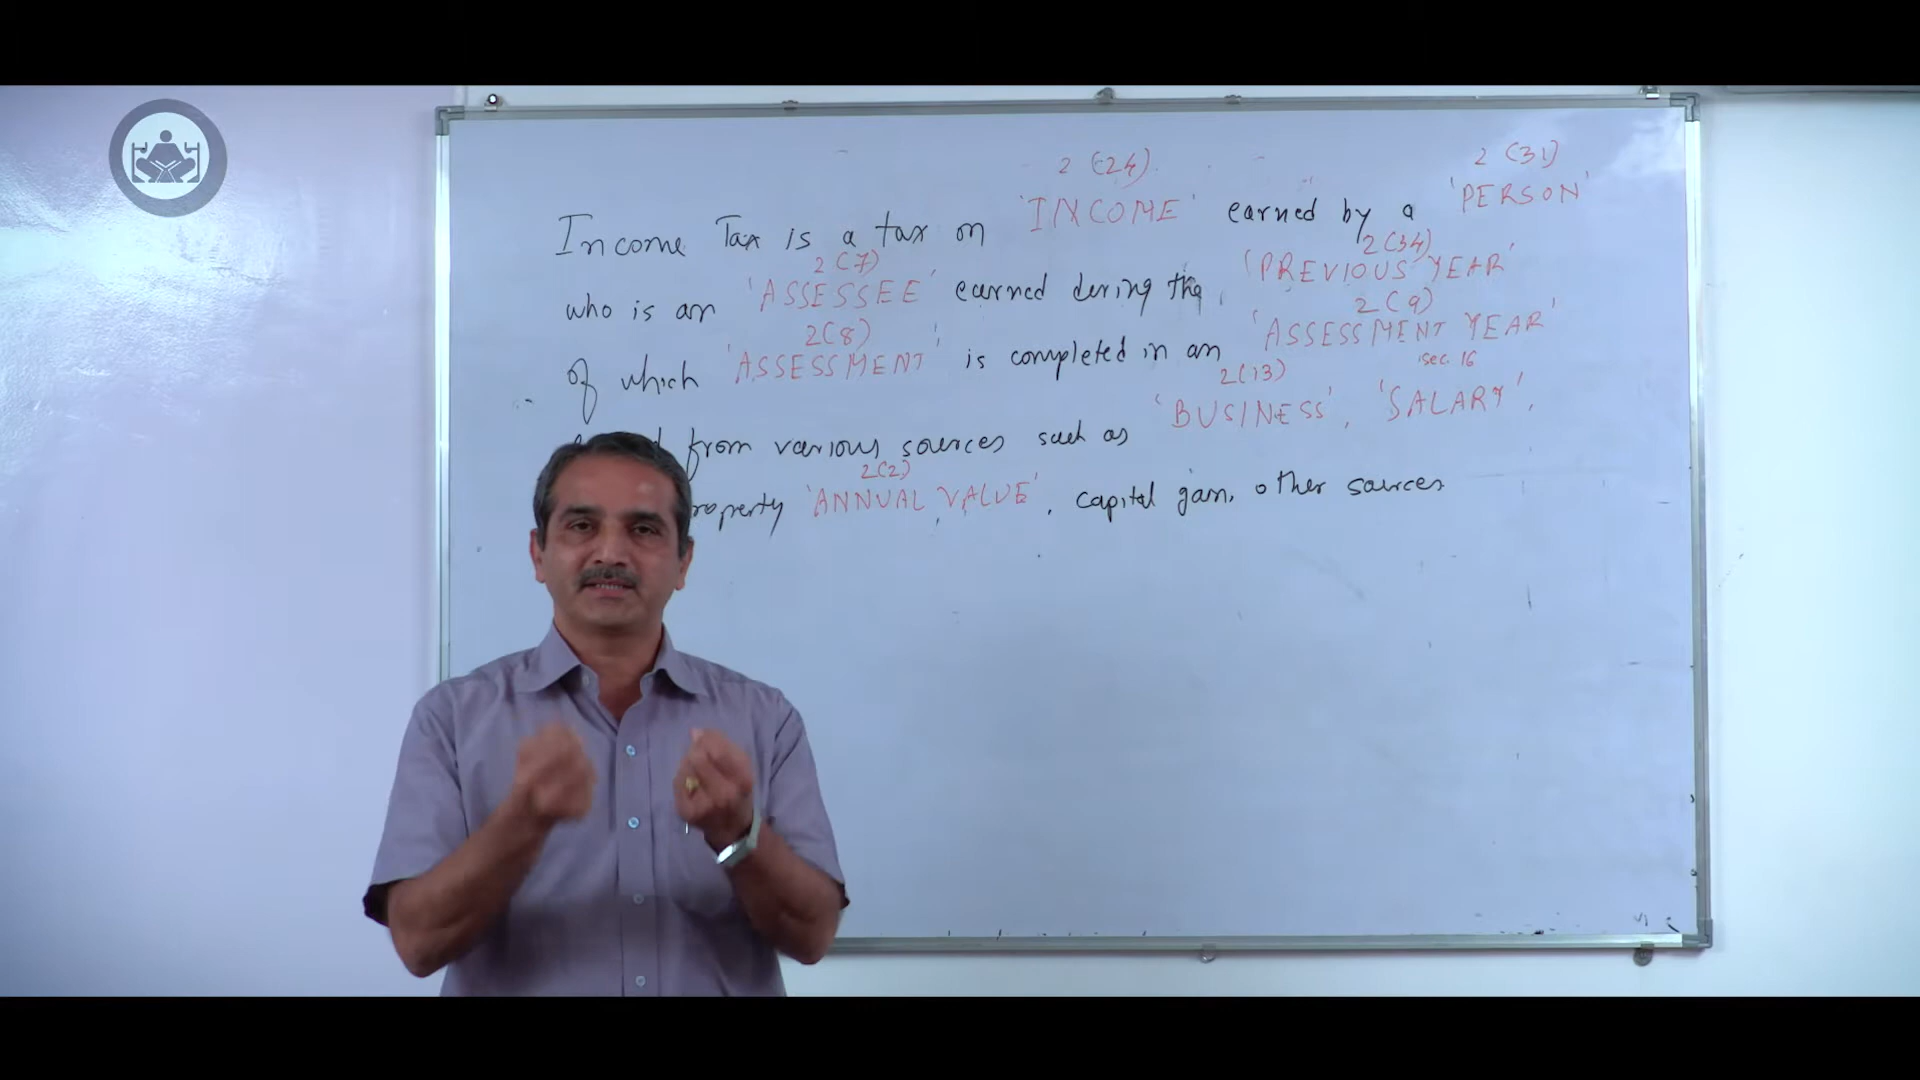 2 (24) 2 (31)
Income Tax is a tax on 'INCOME' earned by a 'PERSON'
2 (7) 2 (34)
who is an 'ASSESSEE' earned during the 'PREVIOUS YEAR'
2(8) 2(9)
of which 'ASSESSMENT' is completed in an 'ASSESSMENT YEAR'
2(13) sec. 16
from various sources such as 'BUSINESS', 'SALARY',
2(2)
'ANNUAL VALUE', capital gain, other sources